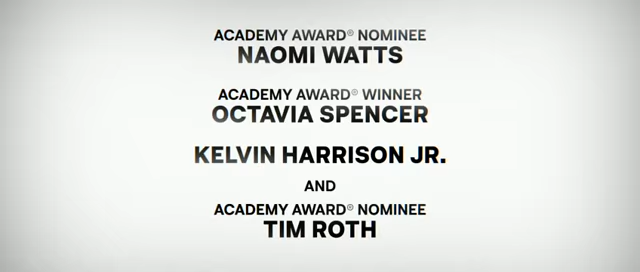 ACADEMY AWARD® NOMINEE
NAOMI WATTS
ACADEMY AWARD® WINNER
OCTAVIA SPENCER
KELVIN HARRISON JR.
AND
ACADEMY AWARD® NOMINEE
TIM ROTH